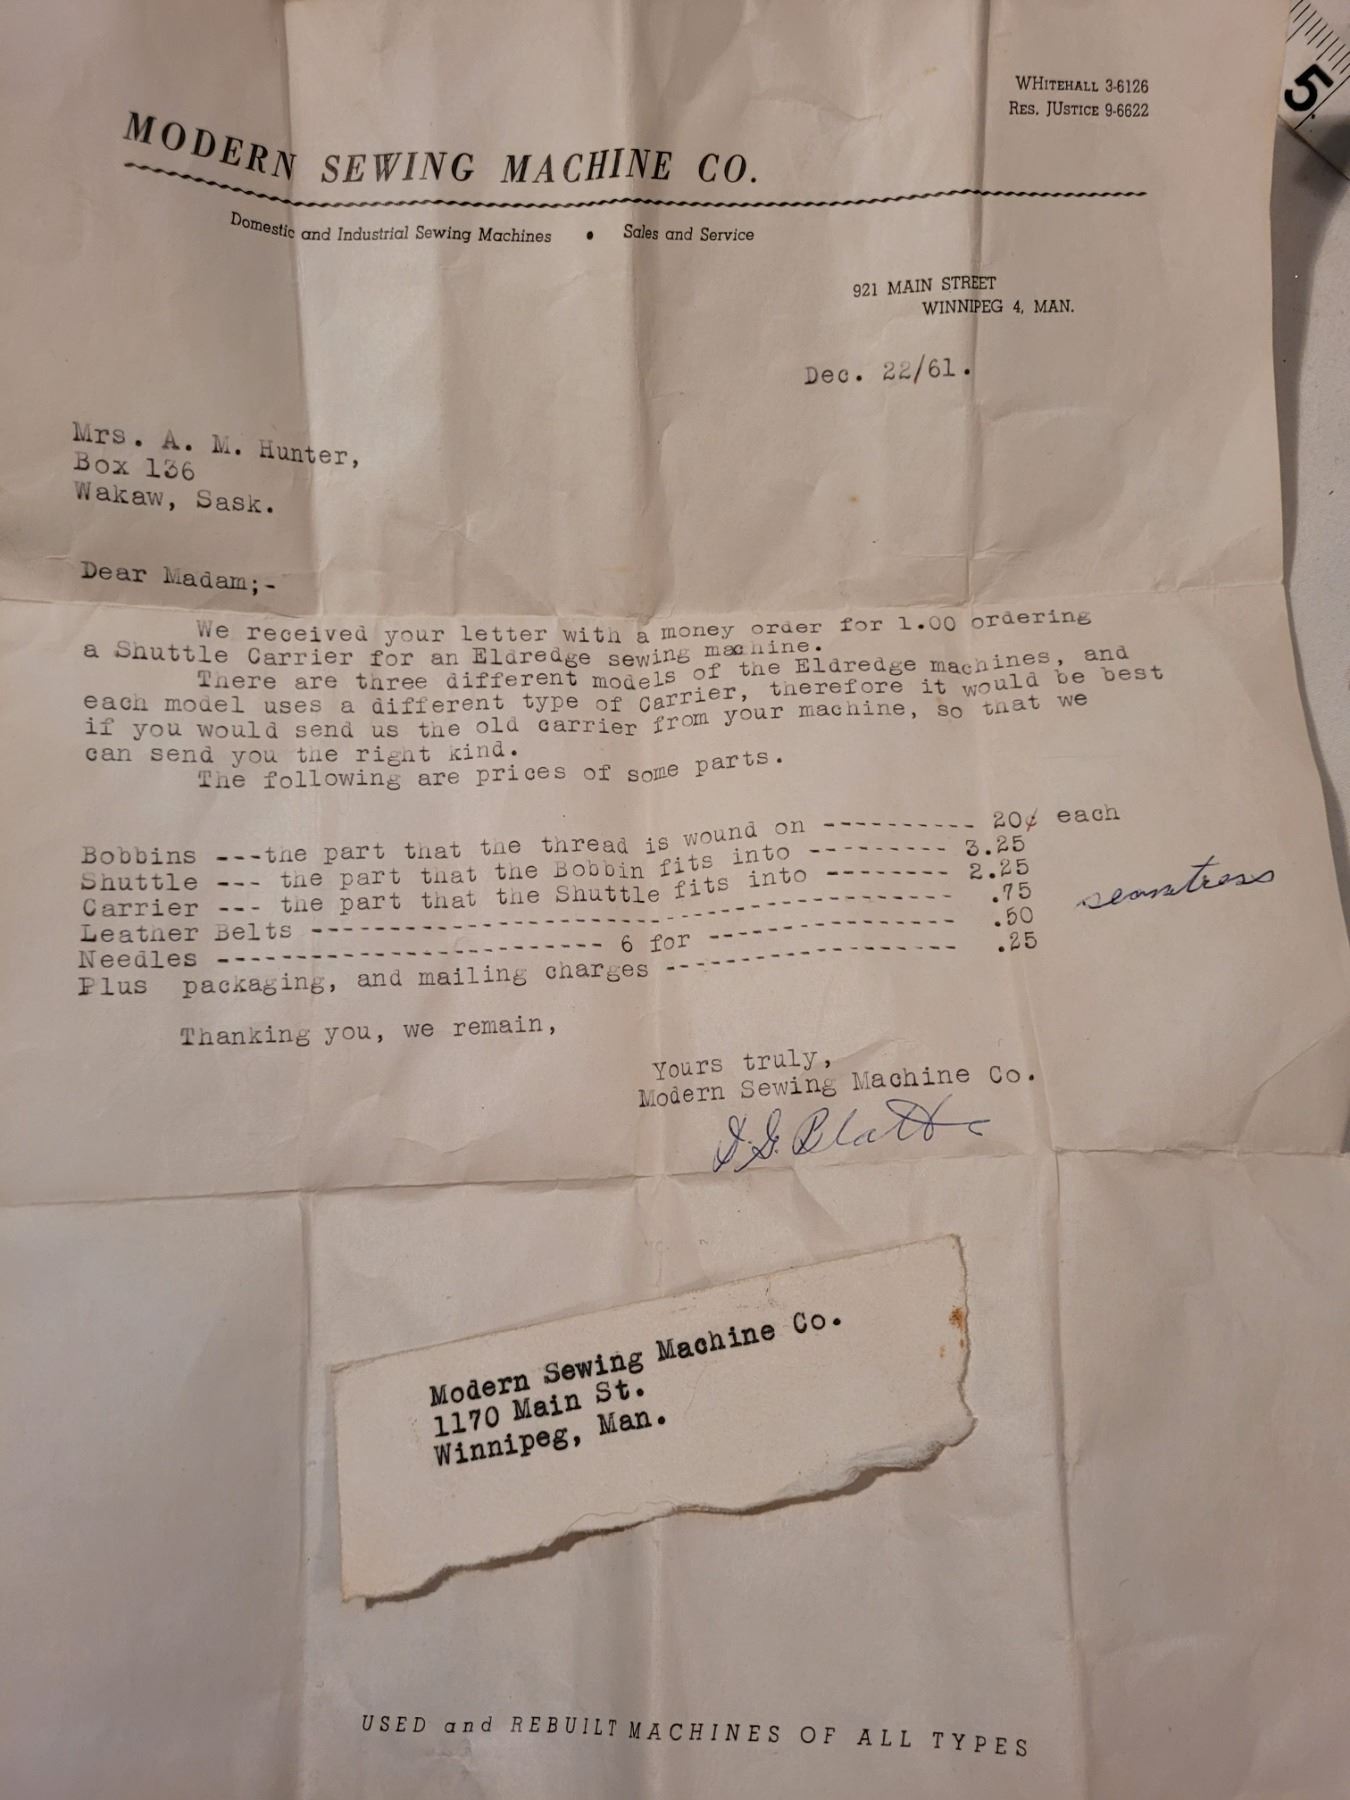 WHITEHALL 3-6126
RES. JUSTICE 9-6622
MODERN SEWING MACHINE CO.
Domestic and Industrial Sewing Machines • Sales and Service
921 MAIN STREET
WINNIPEG 4, MAN.
Dec. 22/61.
Mrs. A. M. Hunter,
Box 136
Wakaw, Sask.
Dear Madam;-
We received your letter with a money order for 1.00 ordering
a Shuttle Carrier for an Eldredge sewing machine.
There are three different models of the Eldredge machines, and
each model uses a different type of Carrier, therefore it would be best
if you would send us the old carrier from your machine, so that we
can send you the right kind.
The following are prices of some parts.
Bobbins ---the part that the thread is wound on ---------- 20¢ each
Shuttle --- the part that the Bobbin fits into --------- 3.25
Carrier --- the part that the Shuttle fits into -------- 2.25
Leather Belts --------------------------------------- .75
Needles ----------------------- 6 for --------------- .50
Plus packaging, and mailing charges ------------------ .25
seamstress
Thanking you, we remain,
Yours truly,
Modern Sewing Machine Co.
Modern Sewing Machine Co.
1170 Main St.
Winnipeg, Man.
USED and REBUILT MACHINES OF ALL TYPES
5